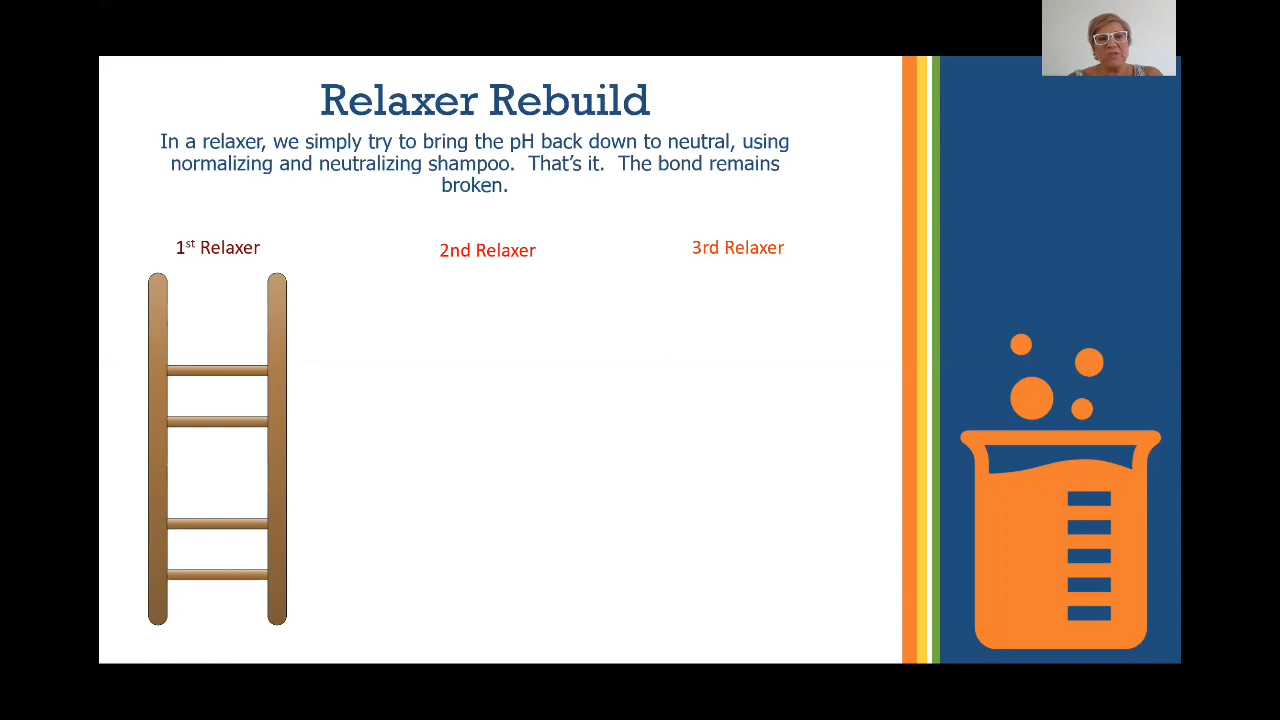 Relaxer Rebuild
In a relaxer, we simply try to bring the pH back down to neutral, using
normalizing and neutralizing shampoo.  That’s it.  The bond remains
broken.
1st Relaxer
2nd Relaxer
3rd Relaxer